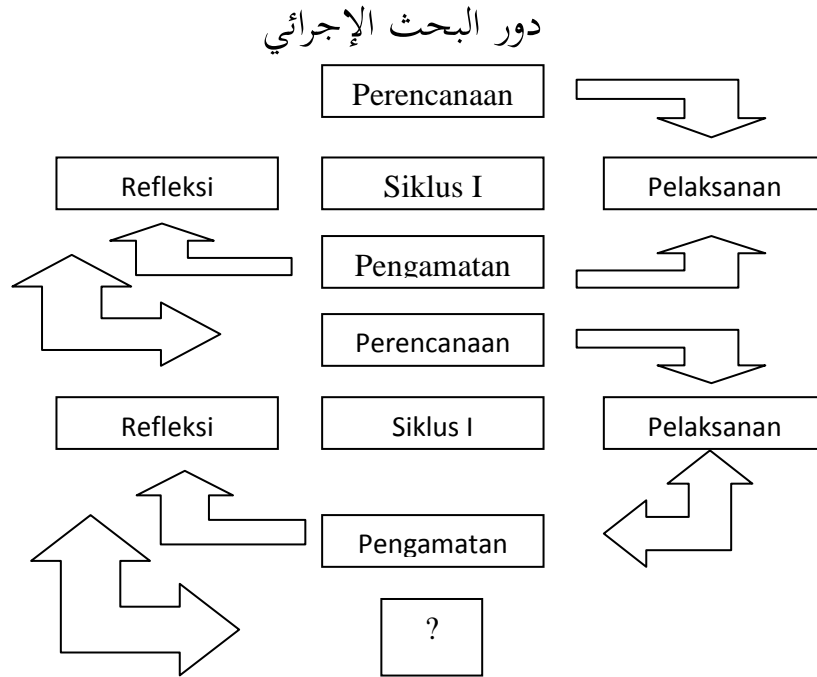 دور البحث الإجرائي
Perencanaan
Refleksi Siklus I Pelaksanan
Pengamatan
Perencanaan
Refleksi Siklus I Pelaksanan
Pengamatan
?